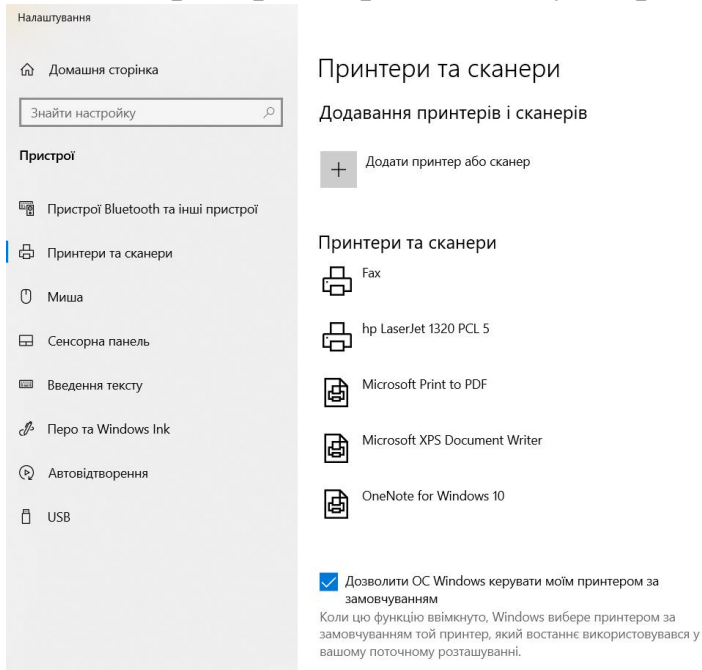 Налаштування
Домашня сторінка
Знайти настройку
Пристрої
Пристрої Bluetooth та інші пристрої
Принтери та сканери
Миша
Сенсорна панель
Введення тексту
Перо та Windows Ink
Автовідтворення
USB
Принтери та сканери
Додавання принтерів і сканерів
Додати принтер або сканер
Принтери та сканери
Fax
hp LaserJet 1320 PCL 5
Microsoft Print to PDF
Microsoft XPS Document Writer
OneNote for Windows 10
Дозволити ОС Windows керувати моїм принтером за
замовчуванням
Коли цю функцію ввімкнуто, Windows вибере принтером за
замовчуванням той принтер, який востаннє використовувався у
вашому поточному розташуванні.